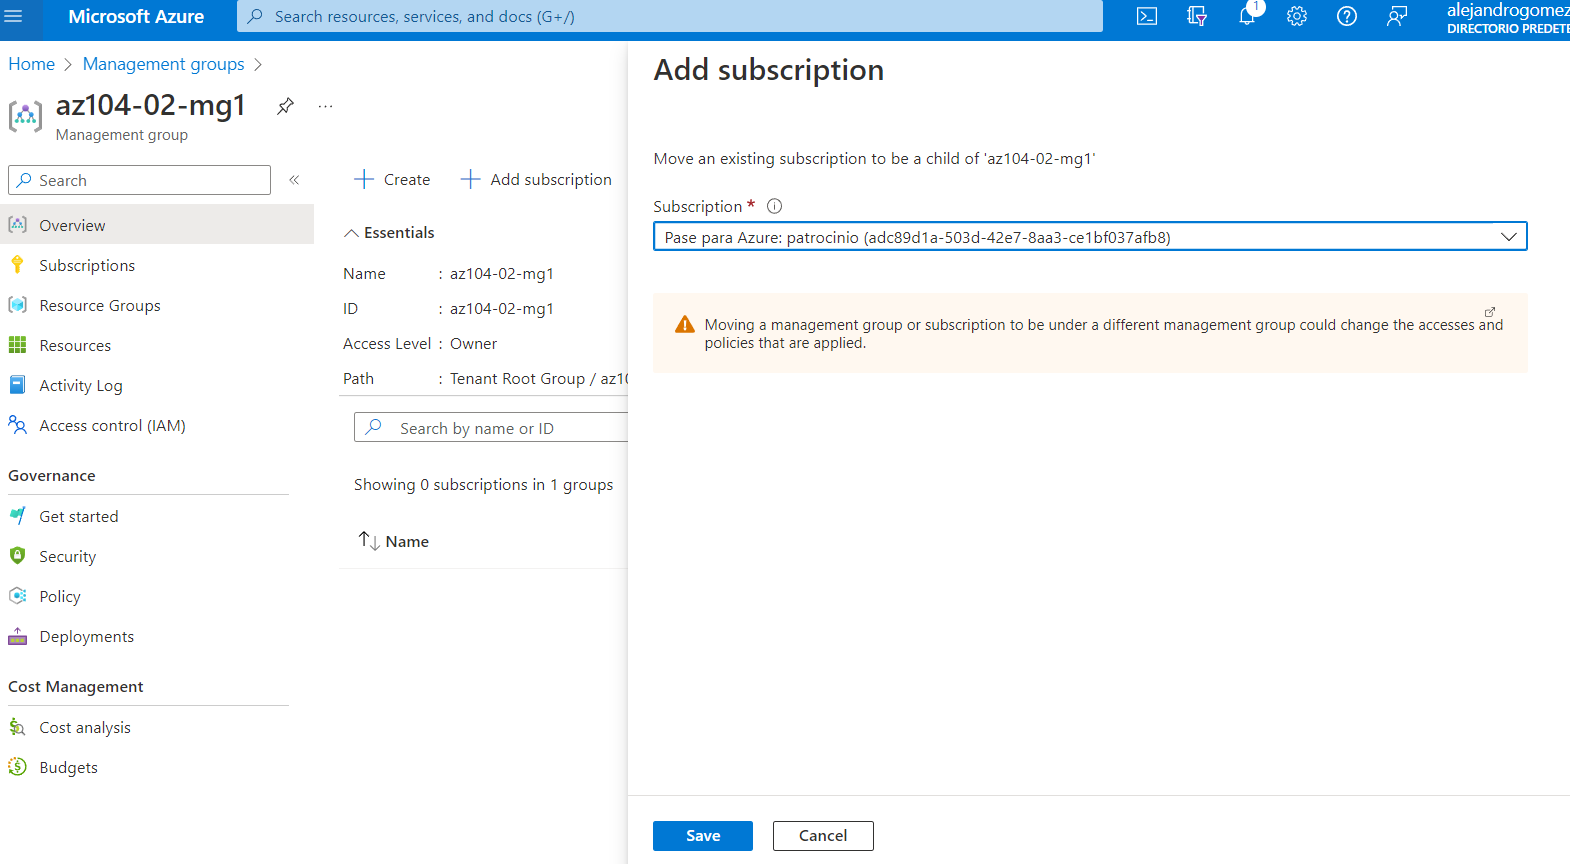 Microsoft Azure
Search resources, services, and docs (G+/)
1
alejandrogomez
DIRECTORIO PREDETE
Home > Management groups >
az104-02-mg1
...
Management group
Search
«
Overview
Subscriptions
Resource Groups
Resources
Activity Log
Access control (IAM)
Governance
Get started
Security
Policy
Deployments
Cost Management
Cost analysis
Budgets
+ Create
+ Add subscription
Essentials
Name : az104-02-mg1
ID : az104-02-mg1
Access Level : Owner
Path : Tenant Root Group / az10
Search by name or ID
Showing 0 subscriptions in 1 groups
↑↓ Name
Add subscription
Move an existing subscription to be a child of 'az104-02-mg1'
Subscription *
Pase para Azure: patrocinio (adc89d1a-503d-42e7-8aa3-ce1bf037afb8)
Moving a management group or subscription to be under a different management group could change the accesses and
policies that are applied.
Save
Cancel